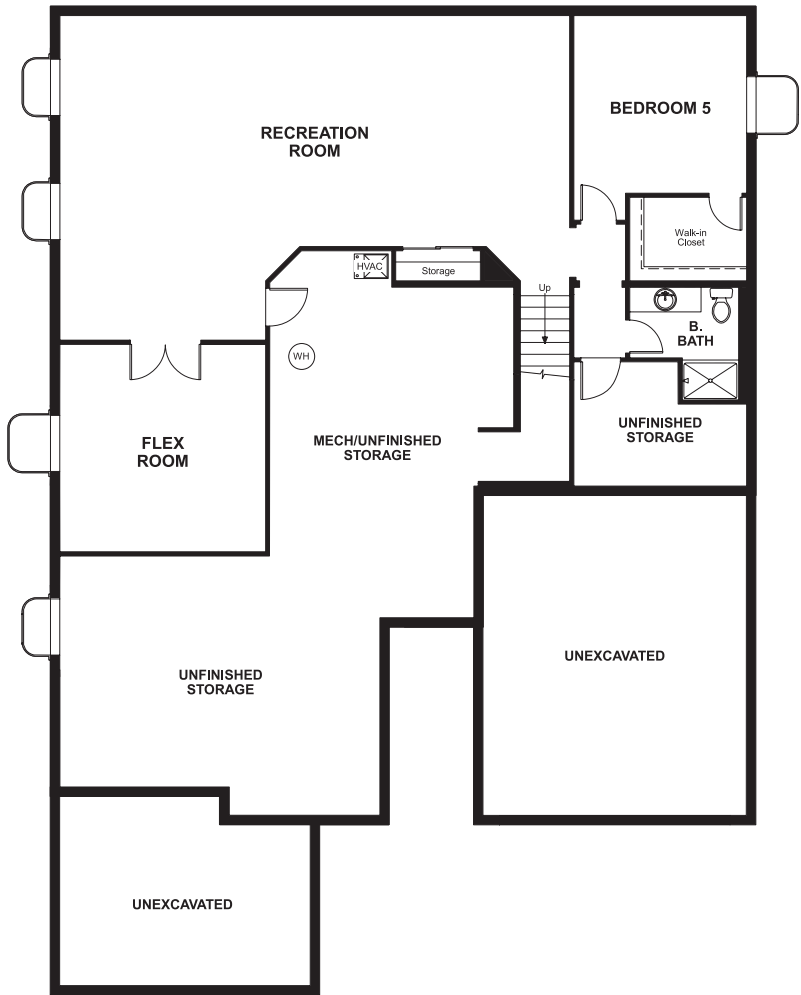 BEDROOM 5
RECREATION
ROOM
Walk-in
Closet
HVAC
Storage
Up
B.
BATH
WH
UNFINISHED
STORAGE
FLEX
ROOM
MECH/UNFINISHED
STORAGE
UNEXCAVATED
UNFINISHED
STORAGE
UNEXCAVATED